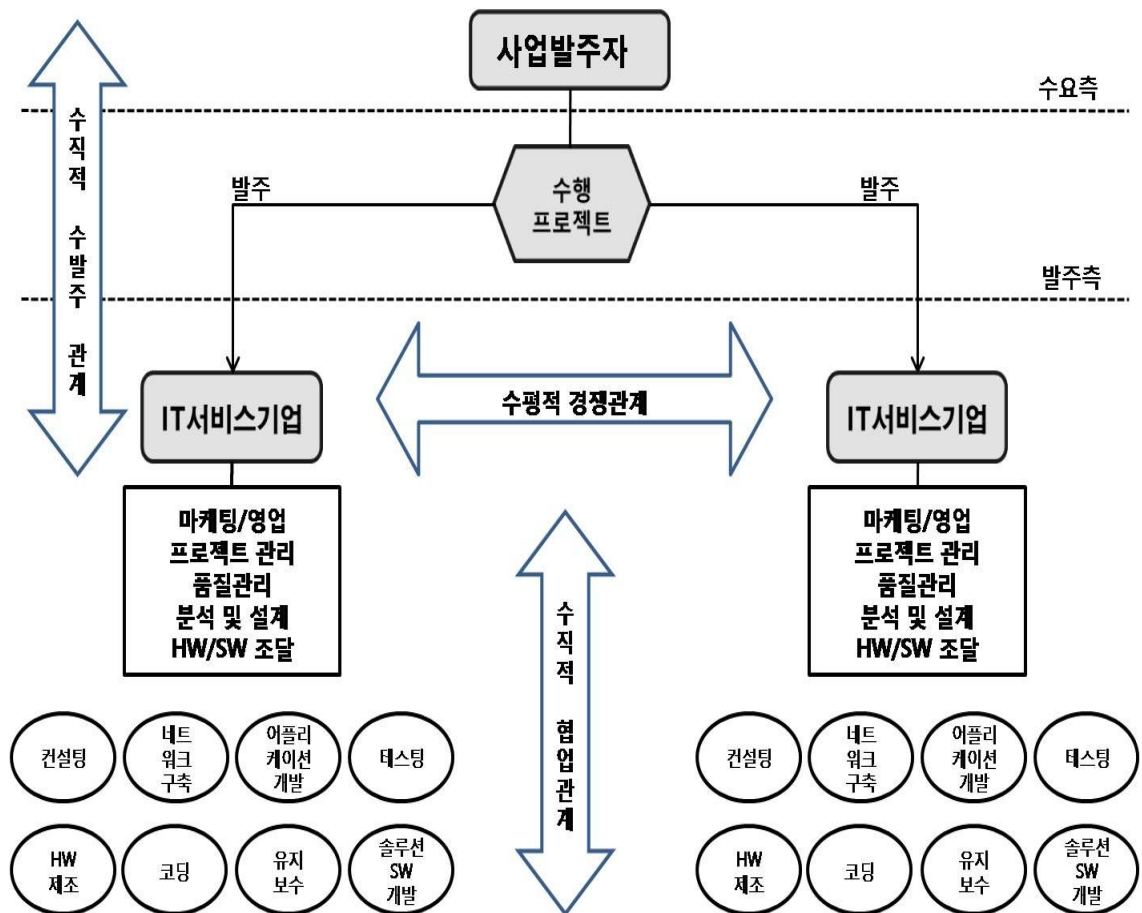 사업발주자
수요측
수직적 수발주 관계
수행
프로젝트
발주
발주
발주측
IT서비스기업
수평적 경쟁관계
IT서비스기업
마케팅/영업
프로젝트 관리
품질관리
분석 및 설계
HW/SW 조달
마케팅/영업
프로젝트 관리
품질관리
분석 및 설계
HW/SW 조달
수직적 협업관계
컨설팅
네트
워크
구축
어플리
케이션
개발
테스팅
컨설팅
네트
워크
구축
어플리
케이션
개발
테스팅
HW
제조
코딩
유지
보수
솔루션
SW
개발
HW
제조
코딩
유지
보수
솔루션
SW
개발